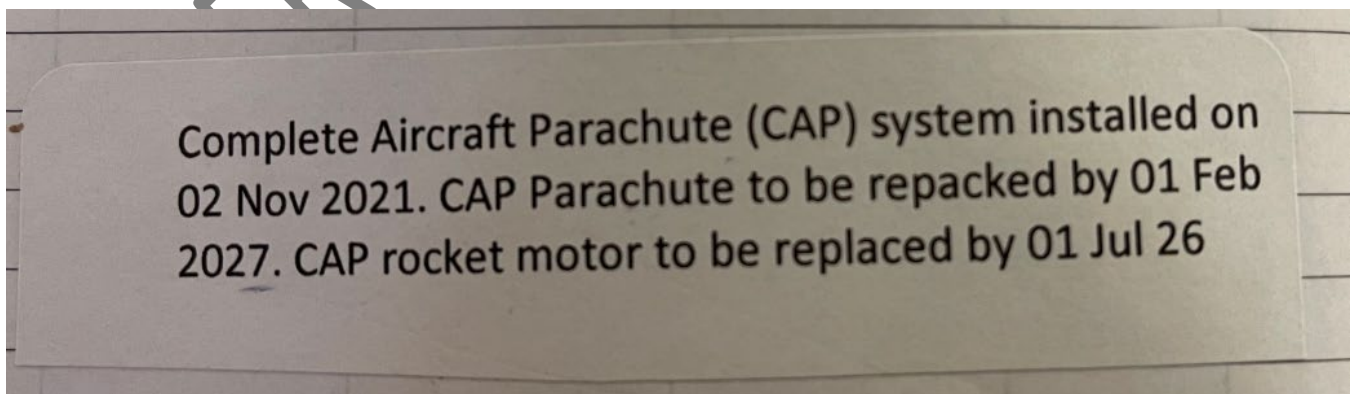 Complete Aircraft Parachute (CAP) system installed on
02 Nov 2021. CAP Parachute to be repacked by 01 Feb
2027. CAP rocket motor to be replaced by 01 Jul 26